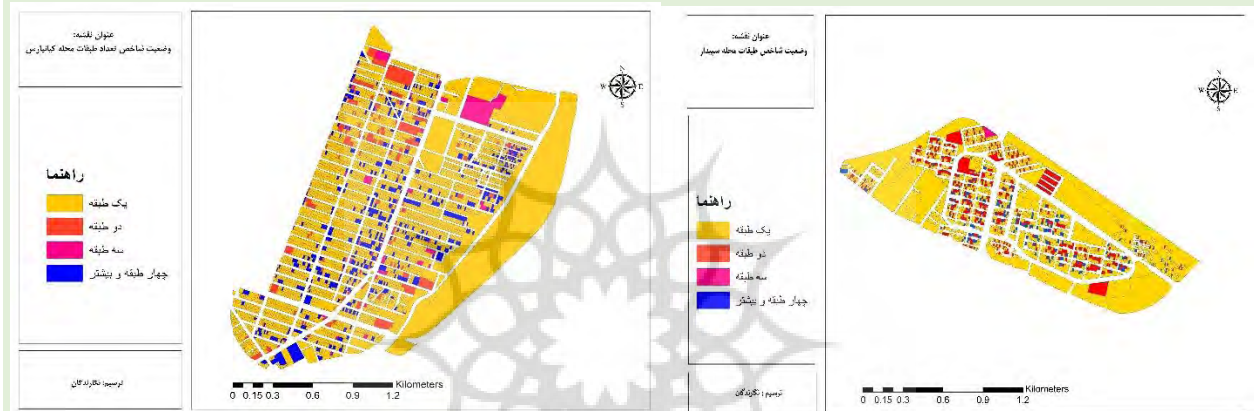 عنوان نقشه:
وضعیت شاخص تعداد طبقات محله کیانپارس
راهنما
یک طبقه
دو طبقه
سه طبقه
چهار طبقه و بیشتر
ترسیم: نگارندگان
N
W E
S
Kilometers
0 0.15 0.3 0.6 0.9 1.2
عنوان نقشه:
وضعیت شاخص طبقات محله سپیدار
راهنما
یک طبقه
دو طبقه
سه طبقه
چهار طبقه و بیشتر
ترسیم : نگارندگان
N
W E
S
Kilometers
0 0.15 0.3 0.6 0.9 1.2